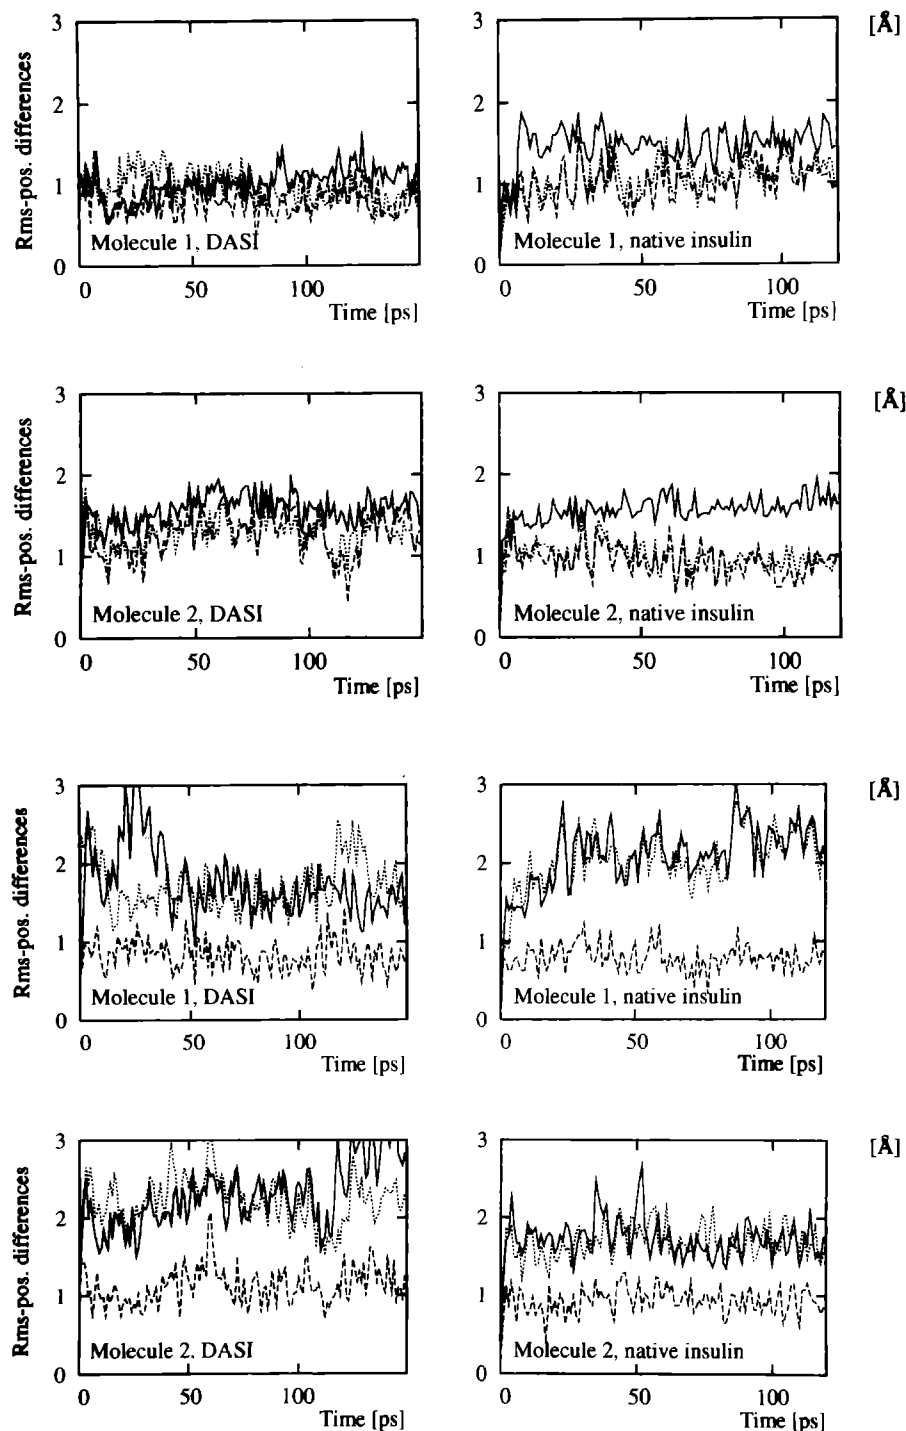 [Å]
Rms-pos. differences
3
2
1
0
Molecule 1, DASI
0 50 100
Time [ps]
3
2
1
0
Molecule 1, native insulin
0 50 100
Time [ps]
[Å]
Rms-pos. differences
3
2
1
0
Molecule 2, DASI
0 50 100
Time [ps]
3
2
1
0
Molecule 2, native insulin
0 50 100
Time [ps]
[Å]
Rms-pos. differences
3
2
1
0
Molecule 1, DASI
0 50 100
Time [ps]
3
2
1
0
Molecule 1, native insulin
0 50 100
Time [ps]
[Å]
Rms-pos. differences
3
2
1
0
Molecule 2, DASI
0 50 100
Time [ps]
3
2
1
0
Molecule 2, native insulin
0 50 100
Time [ps]